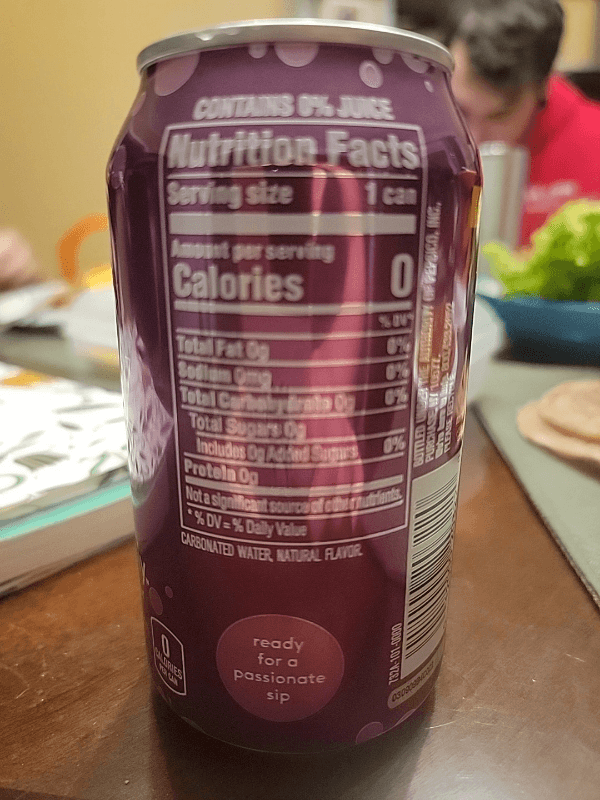 CONTAINS 0% JUICE
Nutrition Facts
Serving size 1 can
Amount per serving
Calories 0
% DV*
Total Fat 0g 0%
Sodium 0mg 0%
Total Carbohydrate 0g 0%
Total Sugars 0g
Includes 0g Added Sugars 0%
Protein 0g
Not a significant source of other nutrients.
* % DV = % Daily Value
CARBONATED WATER, NATURAL FLAVOR.
0
CALORIES
PER CAN
ready
for a
passionate
sip